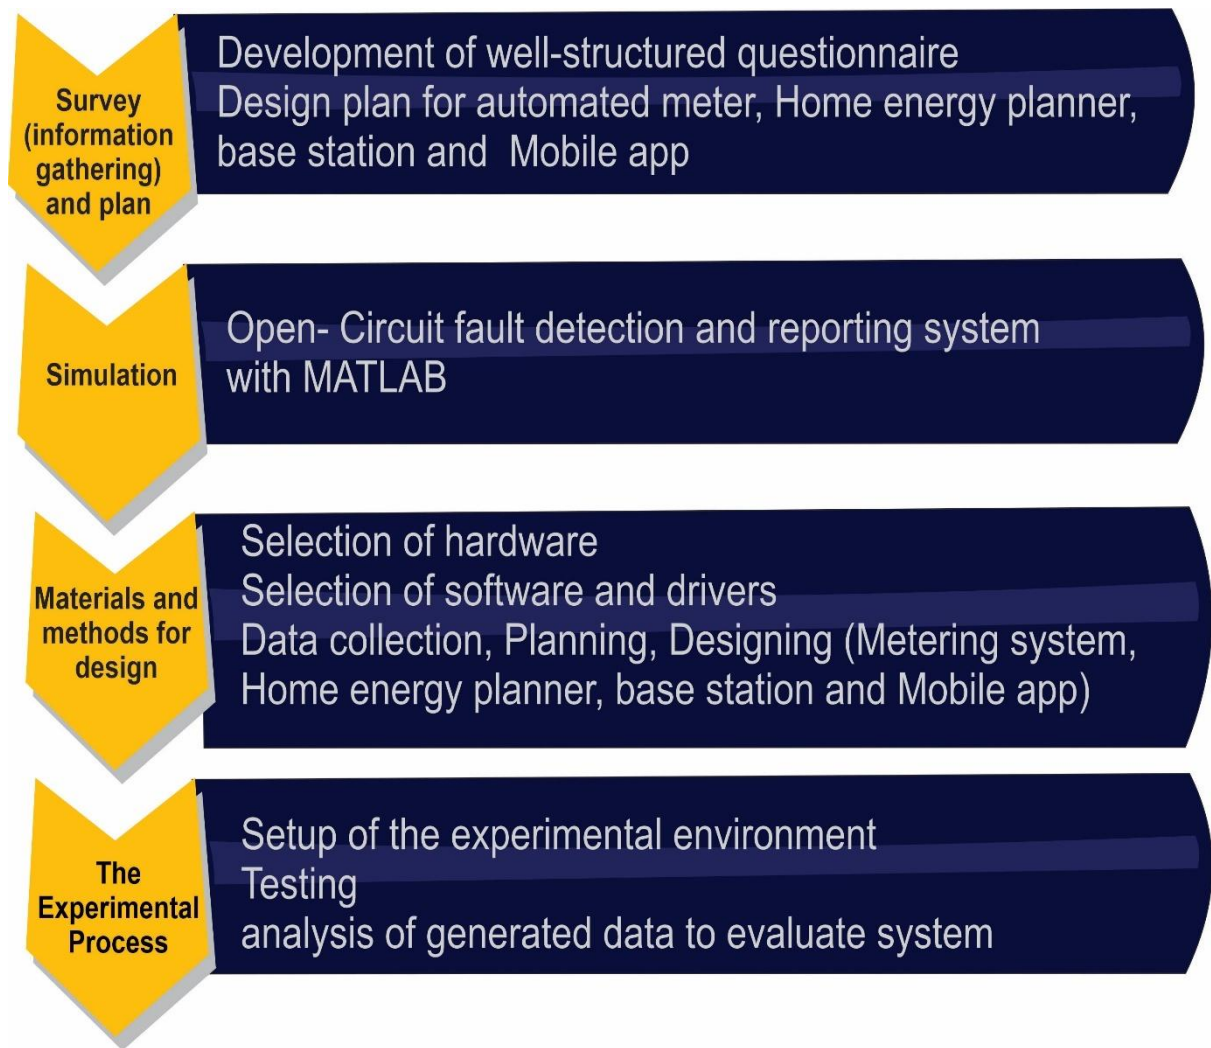 Survey
(information
gathering)
and plan
Development of well-structured questionnaire
Design plan for automated meter, Home energy planner,
base station and Mobile app
Simulation
Open- Circuit fault detection and reporting system
with MATLAB
Materials and
methods for
design
Selection of hardware
Selection of software and drivers
Data collection, Planning, Designing (Metering system,
Home energy planner, base station and Mobile app)
The
Experimental
Process
Setup of the experimental environment
Testing
analysis of generated data to evaluate system